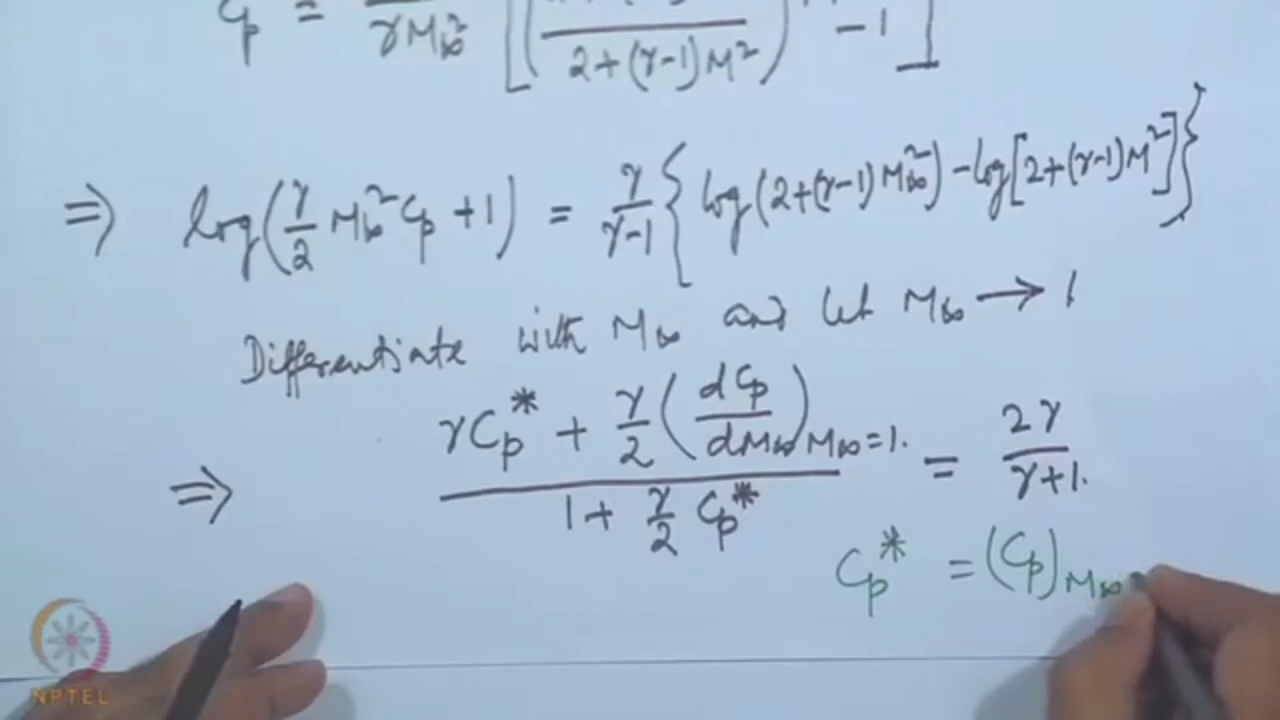 Cp = / γM∞² [( / 2+(γ-1)M²) -1]
⇒ log(γ/2 M∞² Cp +1) = γ/γ-1 { log(2+(γ-1)M∞²) - log[2+(γ-1)M²] }
Differentiate with M∞ and let M∞ → 1
⇒ γCp* + γ/2 (dCp/dM∞)M∞=1. / 1+ γ/2 Cp* = 2γ/γ+1.
Cp* = (Cp)M∞
NPTEL